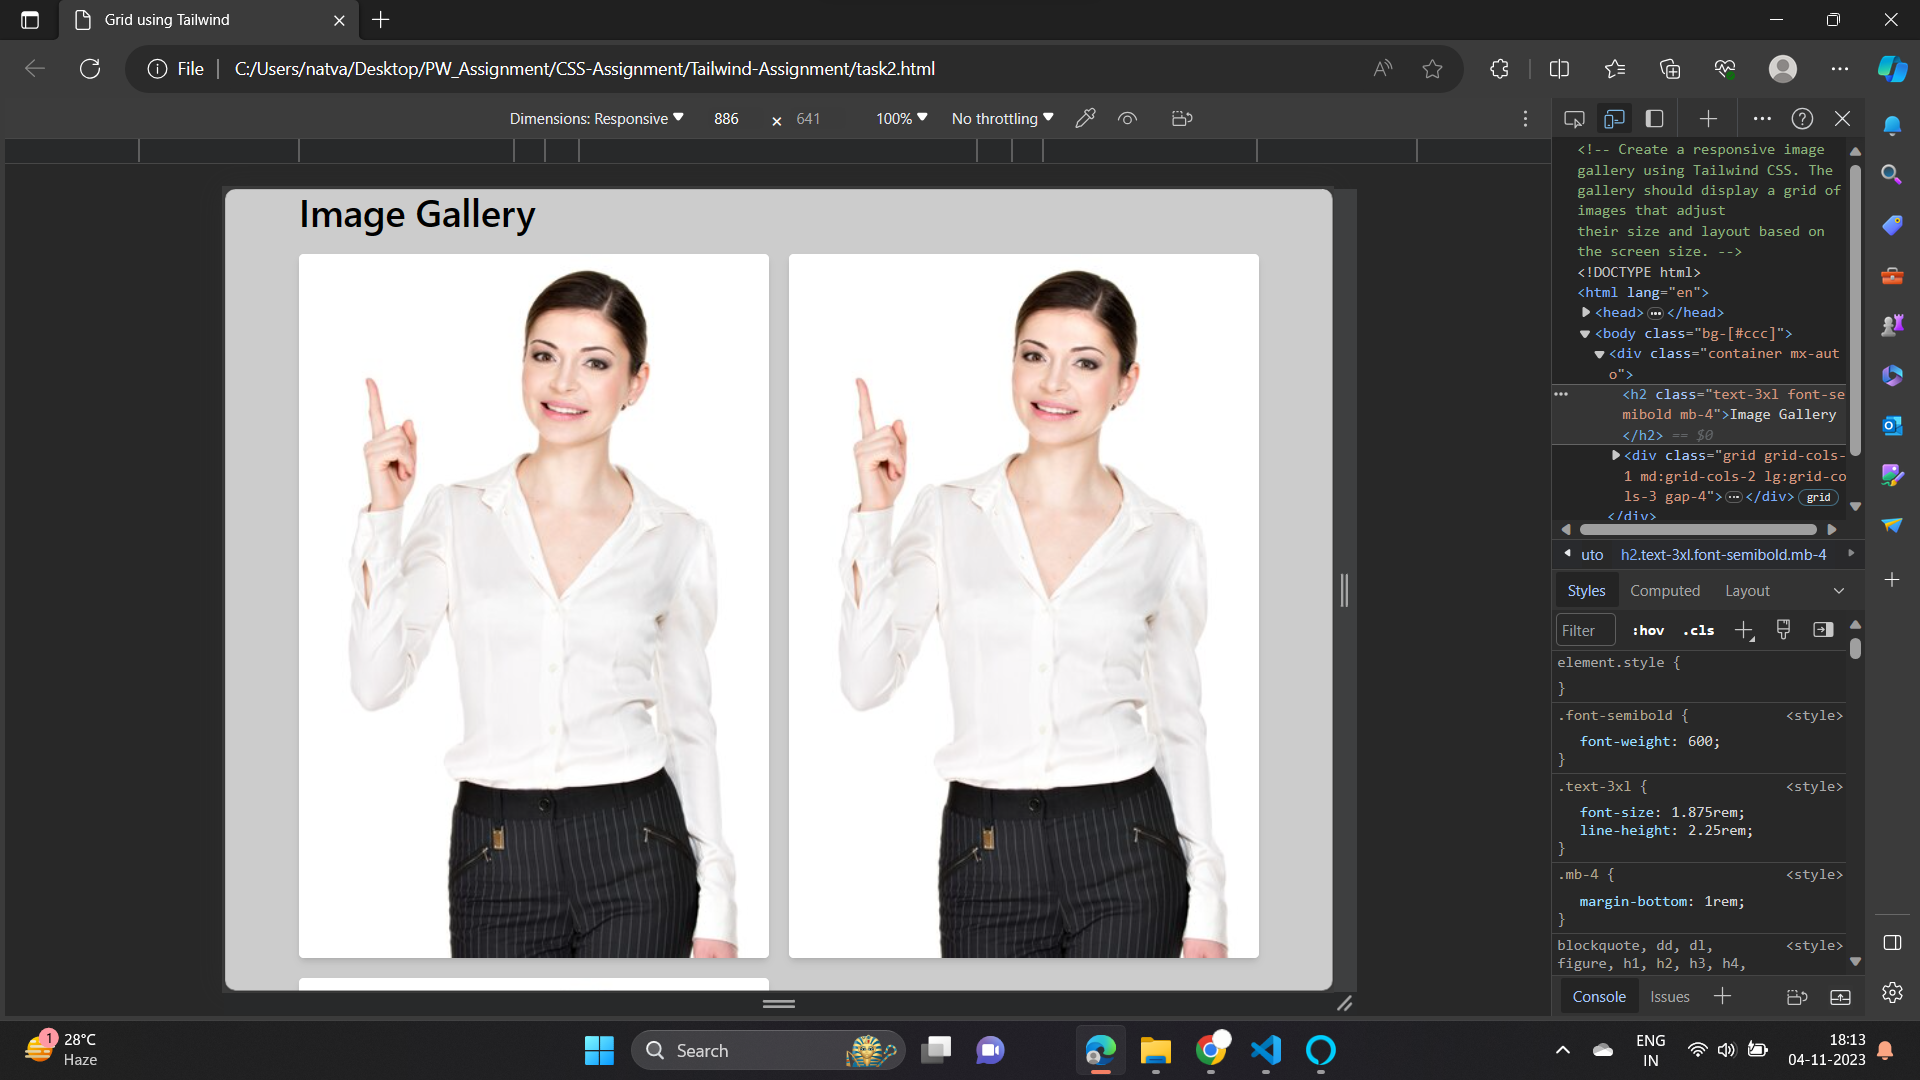 Grid using Tailwind
File
C:/Users/natva/Desktop/PW_Assignment/CSS-Assignment/Tailwind-Assignment/task2.html
Dimensions: Responsive 886 × 641 100% No throttling
Image Gallery
<!-- Create a responsive image
gallery using Tailwind CSS. The
gallery should display a grid of
images that adjust
their size and layout based on
the screen size. -->
<!DOCTYPE html>
<html lang="en">
<head> ••• </head>
<body class="bg-[#ccc]">
<div class="container mx-aut
o">
<h2 class="text-3xl font-se
mibold mb-4">Image Gallery
</h2> == $0
<div class="grid grid-cols-
1 md:grid-cols-2 lg:grid-co
ls-3 gap-4"> ••• </div> grid
</div>
uto h2.text-3xl.font-semibold.mb-4
Styles Computed Layout
Filter :hov .cls
element.style {
}
.font-semibold { <style>
font-weight: 600;
}
.text-3xl { <style>
font-size: 1.875rem;
line-height: 2.25rem;
}
.mb-4 { <style>
margin-bottom: 1rem;
}
blockquote, dd, dl, <style>
figure, h1, h2, h3, h4,
Console Issues
1
28°C
Haze
Search
ENG
IN
18:13
04-11-2023